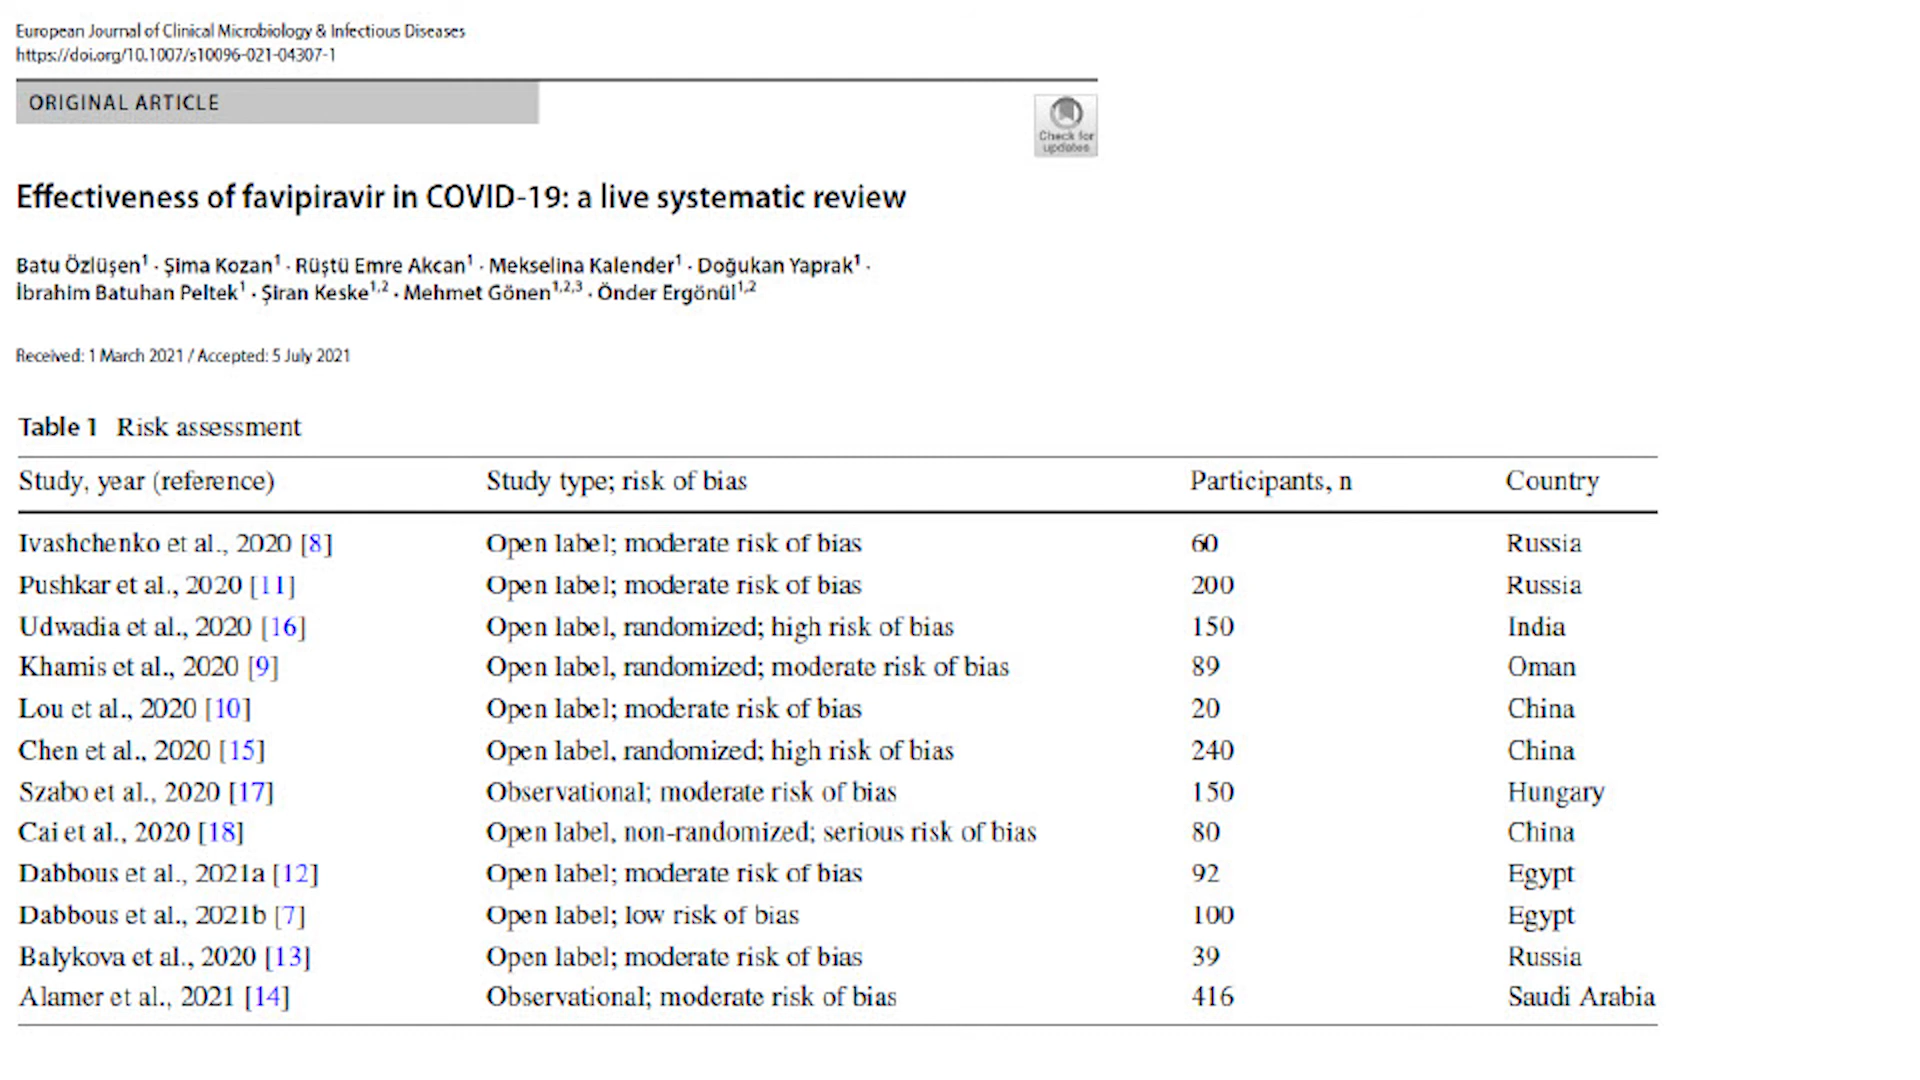 European Journal of Clinical Microbiology & Infectious Diseases
https://doi.org/10.1007/s10096-021-04307-1
ORIGINAL ARTICLE
Check for
updates
Effectiveness of favipiravir in COVID-19: a live systematic review
Batu Özlüşen1 · Şima Kozan1 · Rüştü Emre Akcan1 · Mekselina Kalender1 · Doğukan Yaprak1 ·
İbrahim Batuhan Peltek1 · Şiran Keske1,2 · Mehmet Gönen1,2,3 · Önder Ergönül1,2
Received: 1 March 2021 / Accepted: 5 July 2021
Table 1 Risk assessment
Study, year (reference) Study type; risk of bias Participants, n Country
Ivashchenko et al., 2020 [8] Open label; moderate risk of bias 60 Russia
Pushkar et al., 2020 [11] Open label; moderate risk of bias 200 Russia
Udwadia et al., 2020 [16] Open label, randomized; high risk of bias 150 India
Khamis et al., 2020 [9] Open label, randomized; moderate risk of bias 89 Oman
Lou et al., 2020 [10] Open label; moderate risk of bias 20 China
Chen et al., 2020 [15] Open label, randomized; high risk of bias 240 China
Szabo et al., 2020 [17] Observational; moderate risk of bias 150 Hungary
Cai et al., 2020 [18] Open label, non-randomized; serious risk of bias 80 China
Dabbous et al., 2021a [12] Open label; moderate risk of bias 92 Egypt
Dabbous et al., 2021b [7] Open label; low risk of bias 100 Egypt
Balykova et al., 2020 [13] Open label; moderate risk of bias 39 Russia
Alamer et al., 2021 [14] Observational; moderate risk of bias 416 Saudi Arabia